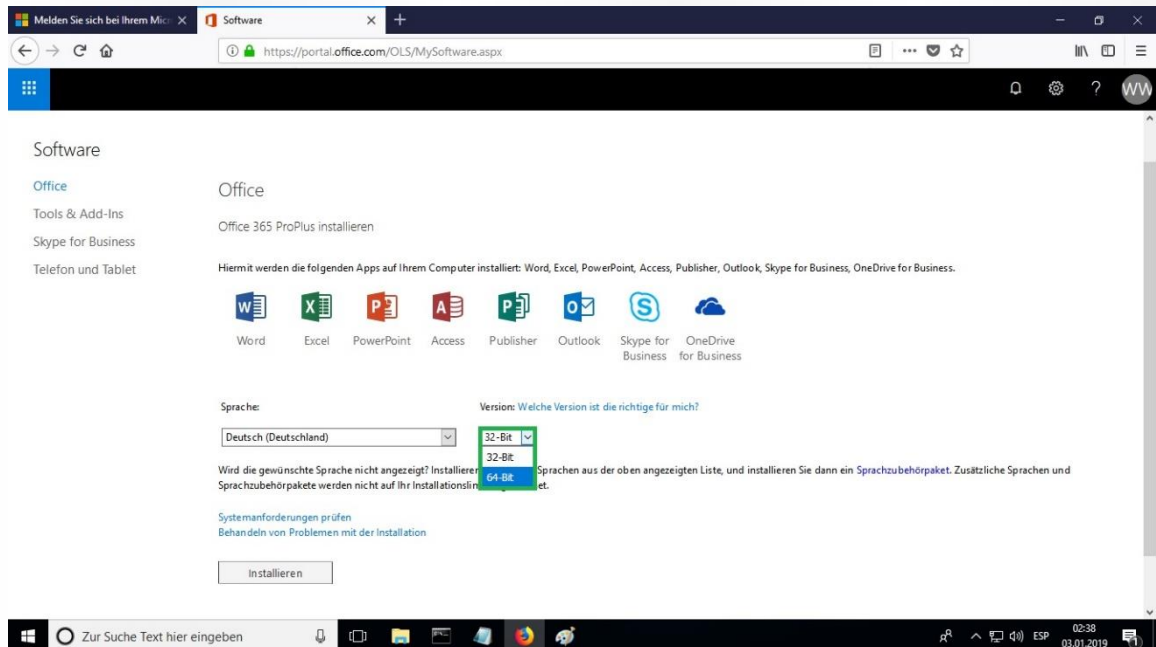 Melden Sie sich bei Ihrem Micr
Software
https://portal.office.com/OLS/MySoftware.aspx
WW
Software
Office
Tools & Add-Ins
Skype for Business
Telefon und Tablet
Office
Office 365 ProPlus installieren
Hiermit werden die folgenden Apps auf Ihrem Computer installiert: Word, Excel, PowerPoint, Access, Publisher, Outlook, Skype for Business, OneDrive for Business.
Word
Excel
PowerPoint
Access
Publisher
Outlook
Skype for Business
OneDrive for Business
Sprache:
Version: Welche Version ist die richtige für mich?
Deutsch (Deutschland)
32-Bit
32-Bit
64-Bit
Wird die gewünschte Sprache nicht angezeigt? Installieren Sprachen aus der oben angezeigten Liste, und installieren Sie dann ein Sprachzubehörpaket. Zusätzliche Sprachen und
Sprachzubehörpakete werden nicht auf Ihr et.
Systemanforderungen prüfen
Behandeln von Problemen mit der Installation
Installieren
Zur Suche Text hier eingeben
ESP
02:38
03.01.2019